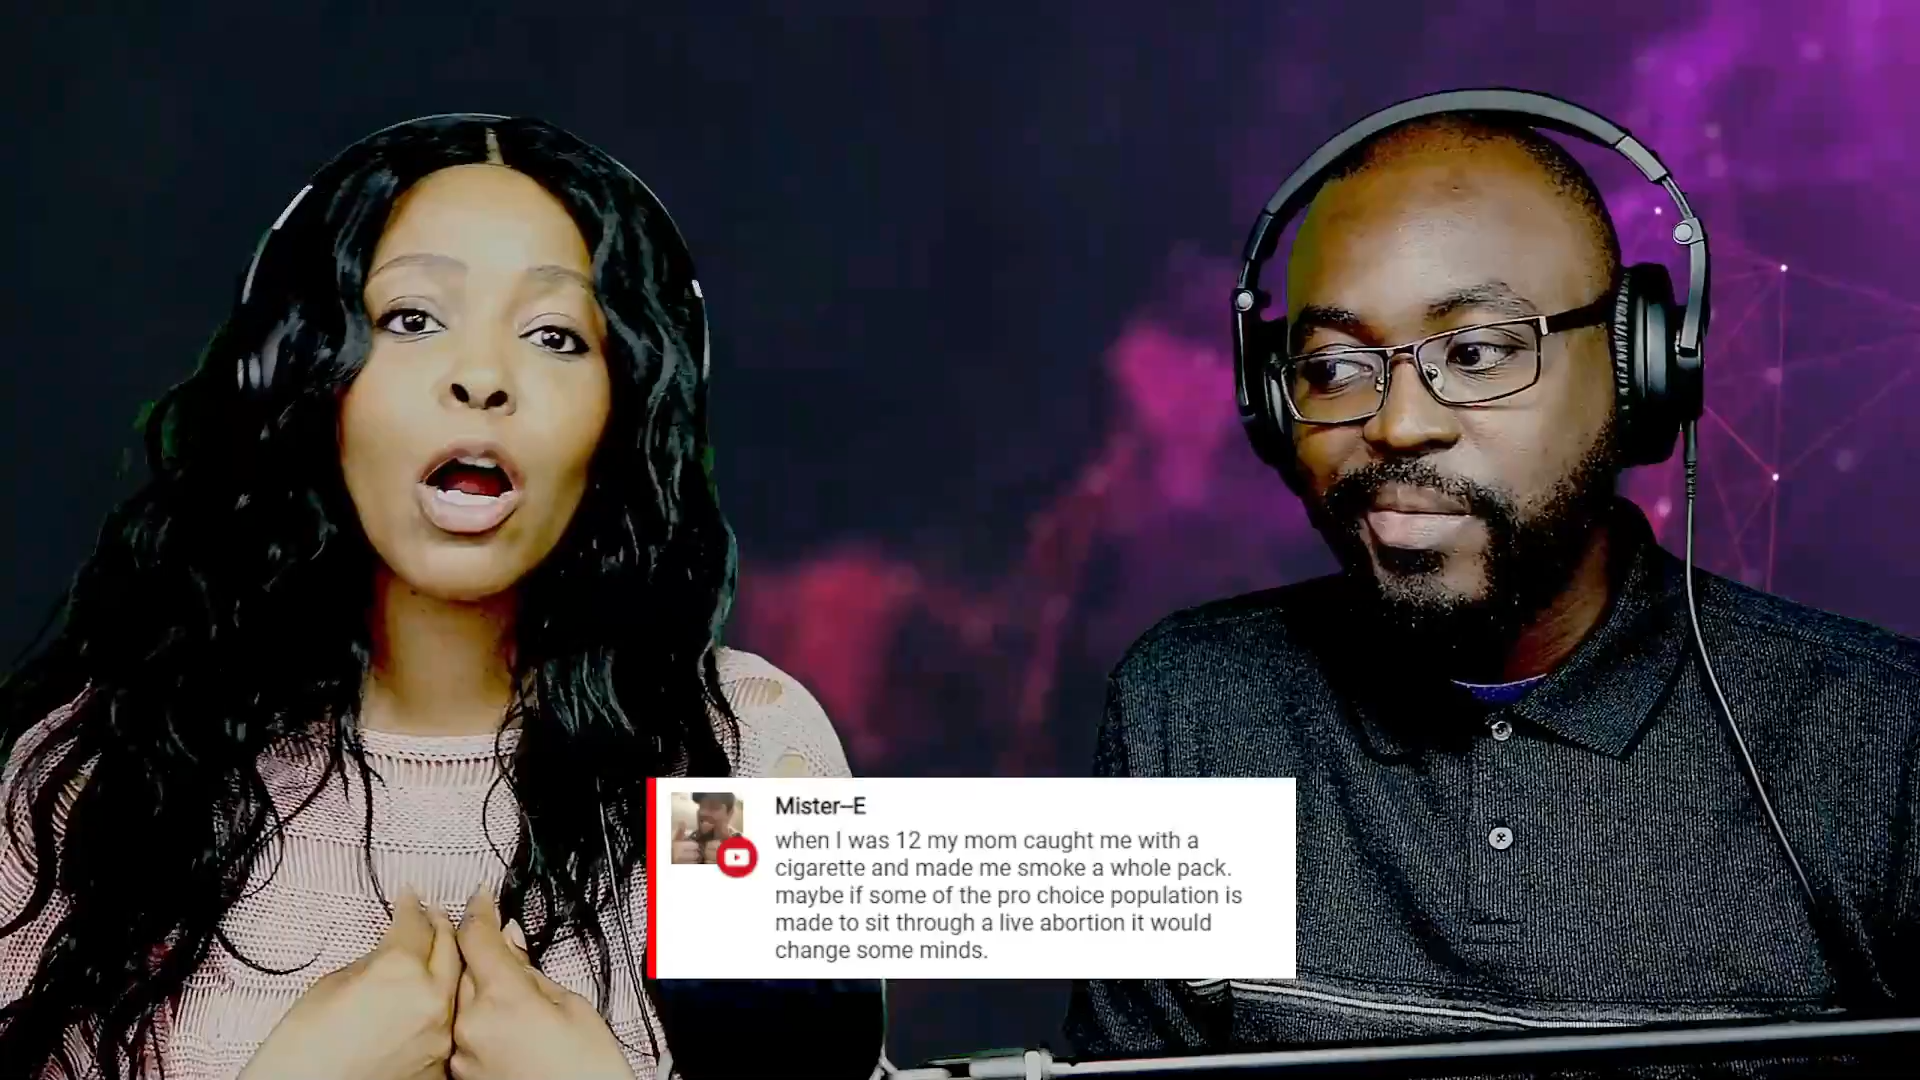 Mister–E
when I was 12 my mom caught me with a
cigarette and made me smoke a whole pack.
maybe if some of the pro choice population is
made to sit through a live abortion it would
change some minds.